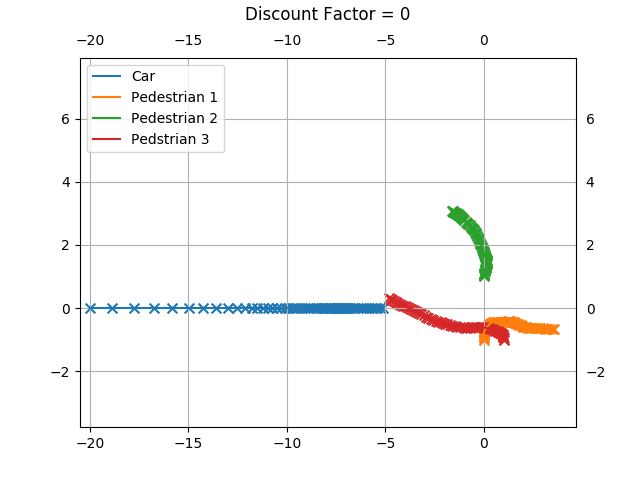 Discount Factor = 0
−20 −15 −10 −5 0
Car
Pedestrian 1
Pedestrian 2
Pedstrian 3
6 6
4 4
2 2
0 0
−2 −2
−20 −15 −10 −5 0